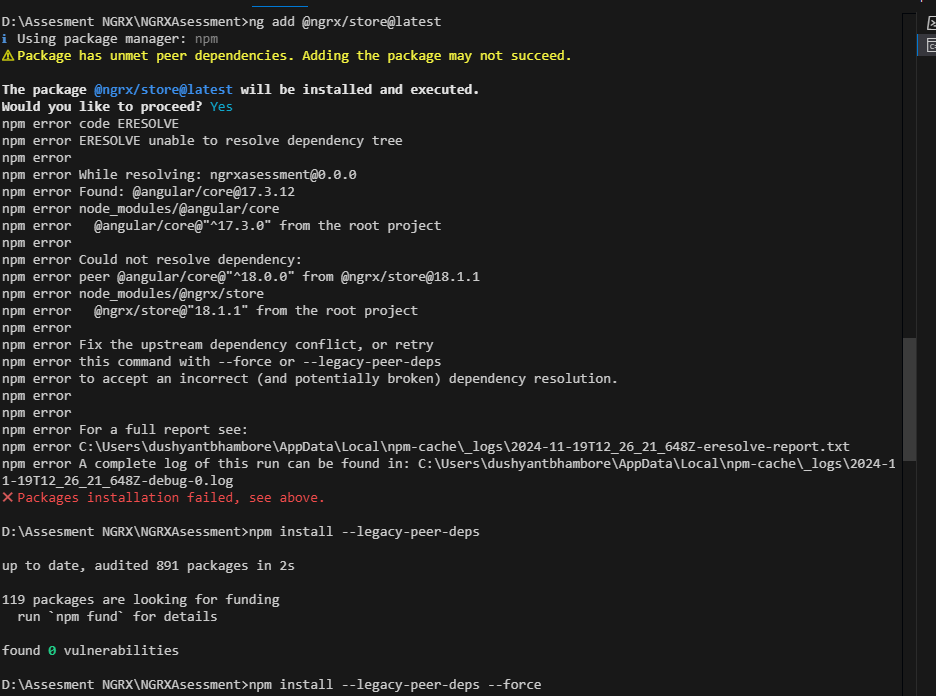 D:\Assesment NGRX\NGRXAsessment>ng add @ngrx/store@latest
i Using package manager: npm
⚠ Package has unmet peer dependencies. Adding the package may not succeed.
The package @ngrx/store@latest will be installed and executed.
Would you like to proceed? Yes
npm error code ERESOLVE
npm error ERESOLVE unable to resolve dependency tree
npm error
npm error While resolving: ngrxasessment@0.0.0
npm error Found: @angular/core@17.3.12
npm error node_modules/@angular/core
npm error   @angular/core@"^17.3.0" from the root project
npm error
npm error Could not resolve dependency:
npm error peer @angular/core@"^18.0.0" from @ngrx/store@18.1.1
npm error node_modules/@ngrx/store
npm error   @ngrx/store@"18.1.1" from the root project
npm error
npm error Fix the upstream dependency conflict, or retry
npm error this command with --force or --legacy-peer-deps
npm error to accept an incorrect (and potentially broken) dependency resolution.
npm error
npm error
npm error For a full report see:
npm error C:\Users\dushyantbhambore\AppData\Local\npm-cache\_logs\2024-11-19T12_26_21_648Z-eresolve-report.txt
npm error A complete log of this run can be found in: C:\Users\dushyantbhambore\AppData\Local\npm-cache\_logs\2024-1
1-19T12_26_21_648Z-debug-0.log
✕ Packages installation failed, see above.
D:\Assesment NGRX\NGRXAsessment>npm install --legacy-peer-deps
up to date, audited 891 packages in 2s
119 packages are looking for funding
  run `npm fund` for details
found 0 vulnerabilities
D:\Assesment NGRX\NGRXAsessment>npm install --legacy-peer-deps --force